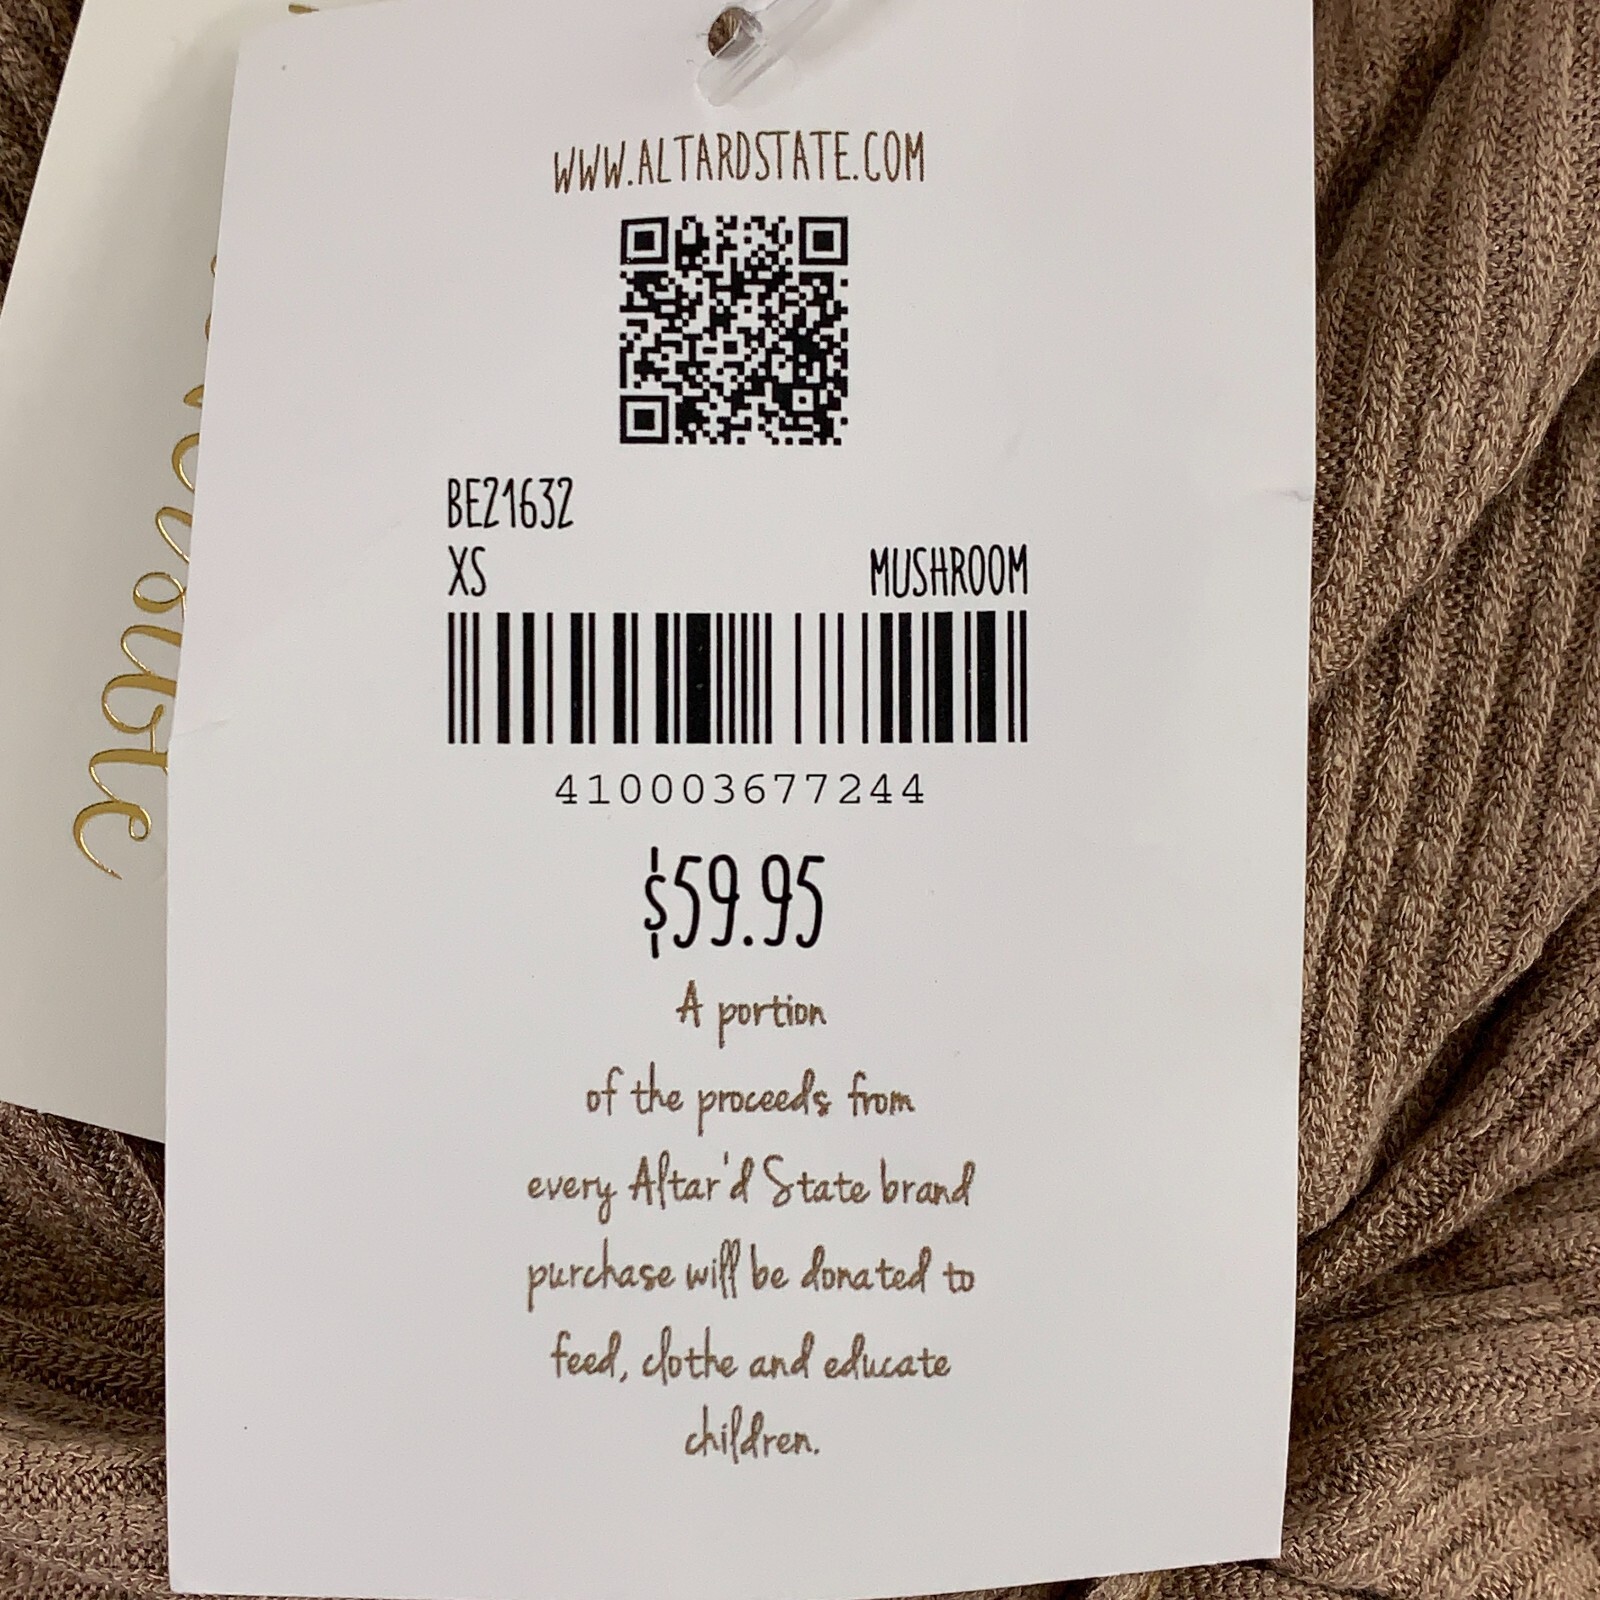 WWW.ALTARDSTATE.COM
BE21632
XS MUSHROOM
410003677244
$59.95
A portion
of the proceeds from
every Altar'd State brand
purchase will be donated to
feed, clothe and educate
children.